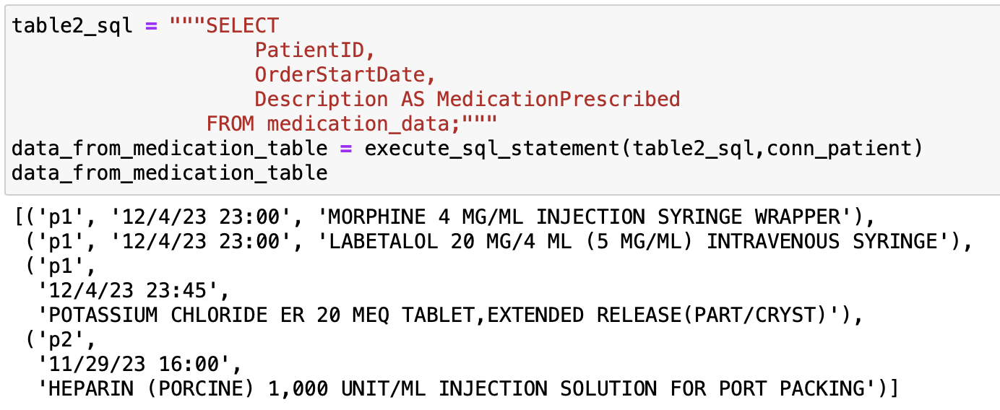 table2_sql = """SELECT
                    PatientID,
                    OrderStartDate,
                    Description AS MedicationPrescribed
                FROM medication_data;"""
data_from_medication_table = execute_sql_statement(table2_sql,conn_patient)
data_from_medication_table
[('p1', '12/4/23 23:00', 'MORPHINE 4 MG/ML INJECTION SYRINGE WRAPPER'),
 ('p1', '12/4/23 23:00', 'LABETALOL 20 MG/4 ML (5 MG/ML) INTRAVENOUS SYRINGE'),
 ('p1',
  '12/4/23 23:45',
  'POTASSIUM CHLORIDE ER 20 MEQ TABLET,EXTENDED RELEASE(PART/CRYST)'),
 ('p2',
  '11/29/23 16:00',
  'HEPARIN (PORCINE) 1,000 UNIT/ML INJECTION SOLUTION FOR PORT PACKING')]